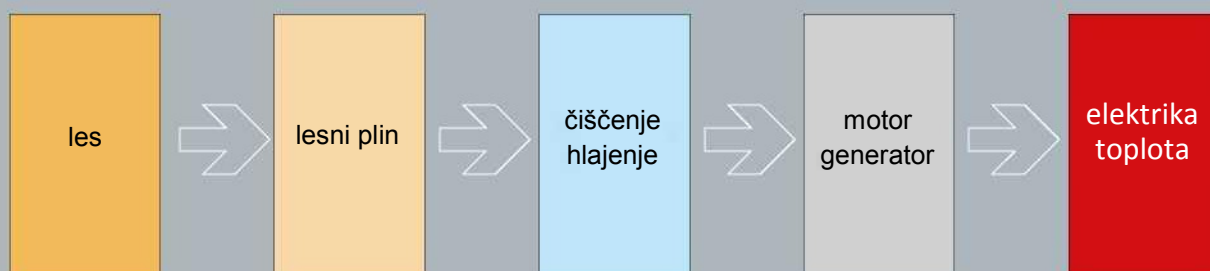 les
lesni plin
čiščenje
hlajenje
motor
generator
elektrika
toplota